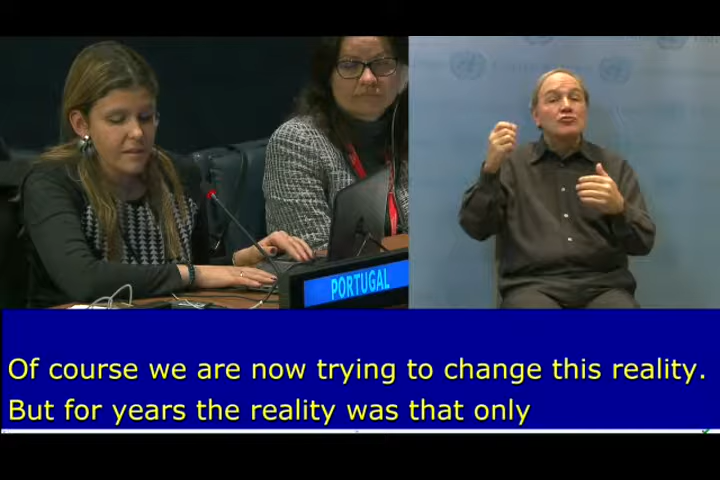 PORTUGAL
Of course we are now trying to change this reality.
But for years the reality was that only